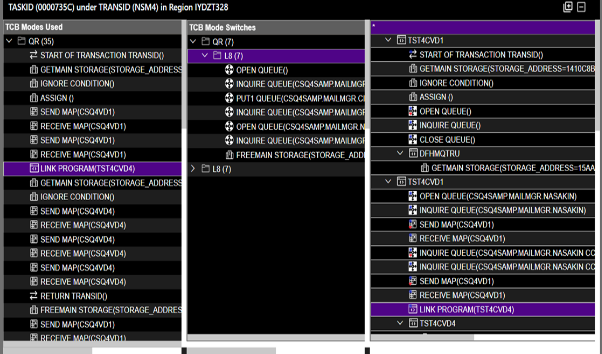 TASKID (0000735C) under TRANSID (NSM4) in Region IYDZT328
TCB Modes Used
QR (35)
START OF TRANSACTION TRANSID()
GETMAIN STORAGE(STORAGE_ADDRESS
IGNORE CONDITION()
ASSIGN ()
SEND MAP(CSQ4VD1)
RECEIVE MAP(CSQ4VD1)
SEND MAP(CSQ4VD1)
RECEIVE MAP(CSQ4VD1)
LINK PROGRAM(TST4CVD4)
GETMAIN STORAGE(STORAGE_ADDRESS
IGNORE CONDITION()
SEND MAP(CSQ4VD4)
RECEIVE MAP(CSQ4VD4)
SEND MAP(CSQ4VD4)
RECEIVE MAP(CSQ4VD4)
SEND MAP(CSQ4VD4)
RECEIVE MAP(CSQ4VD4)
RETURN TRANSID()
FREEMAIN STORAGE(STORAGE_ADDRES
SEND MAP(CSQ4VD1)
RECEIVE MAP(CSQ4VD1)
TCB Mode Switches
QR (7)
L8 (7)
OPEN QUEUE()
INQUIRE QUEUE(CSQ4SAMP.MAILMGR
PUT1 QUEUE(CSQ4SAMP.MAILMGR.CI
INQUIRE QUEUE(CSQ4SAMP.MAILMGR
OPEN QUEUE(CSQ4SAMP.MAILMGR.N
INQUIRE QUEUE(CSQ4SAMP.MAILMGR
FREEMAIN STORAGE(STORAGE_ADDRE
L8 (7)
*
TST4CVD1
START OF TRANSACTION TRANSID()
GETMAIN STORAGE(STORAGE_ADDRESS=1410C8B
IGNORE CONDITION()
ASSIGN ()
OPEN QUEUE()
INQUIRE QUEUE()
CLOSE QUEUE()
DFHMQTRU
GETMAIN STORAGE(STORAGE_ADDRESS=15AA
TST4CVD1
OPEN QUEUE(CSQ4SAMP.MAILMGR.NASAKIN)
INQUIRE QUEUE(CSQ4SAMP.MAILMGR.NASAKIN)
SEND MAP(CSQ4VD1)
RECEIVE MAP(CSQ4VD1)
INQUIRE QUEUE(CSQ4SAMP.MAILMGR.NASAKIN CC
INQUIRE QUEUE(CSQ4SAMP.MAILMGR.NASAKIN CC
SEND MAP(CSQ4VD1)
RECEIVE MAP(CSQ4VD1)
LINK PROGRAM(TST4CVD4)
TST4CVD4